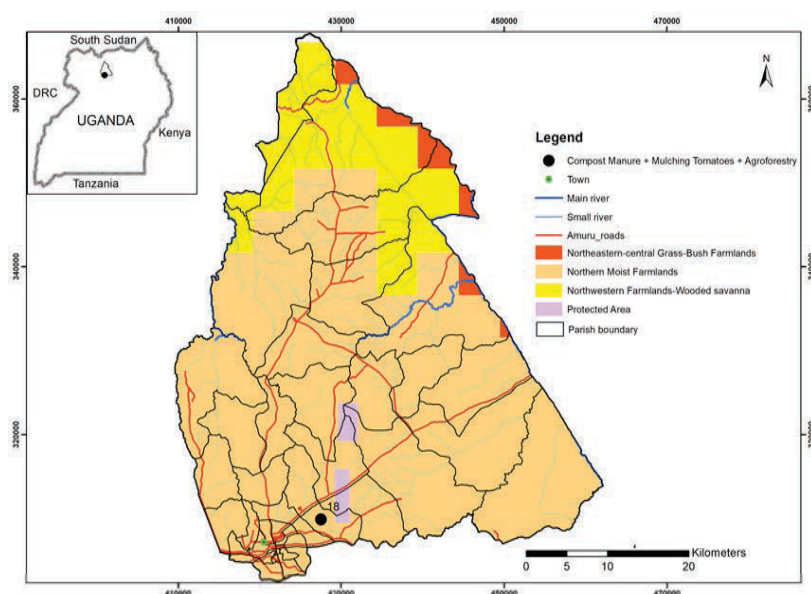 410000 430000 450000 470000
South Sudan
DRC
UGANDA
Kenya
Tanzania
N
360000
340000
320000
Legend
Compost Manure + Mulching Tomatoes + Agroforestry
Town
Main river
Small river
Amuru_roads
Northeastern-central Grass-Bush Farmlands
Northern Moist Farmlands
Northwestern Farmlands-Wooded savanna
Protected Area
Parish boundary
18
Kilometers
0 5 10 20
430000 450000 470000